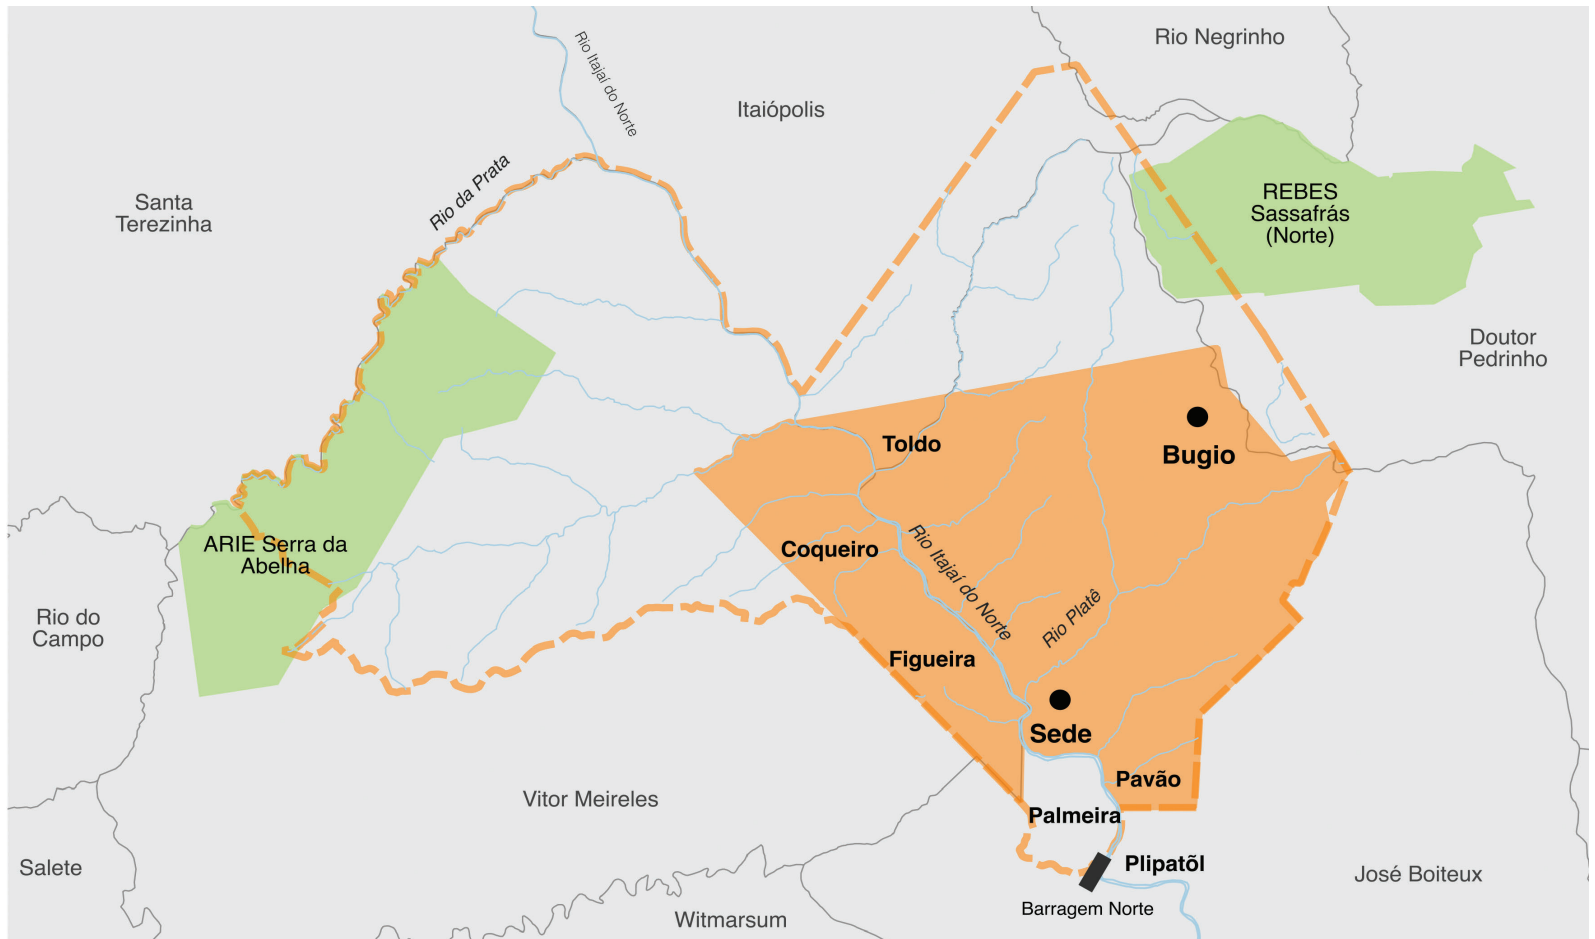 Rio Negrinho
Rio Itajaí do Norte
Itaiópolis
Rio da Prata
Santa
Terezinha
REBES
Sassafrás
(Norte)
Doutor
Pedrinho
Toldo
Bugio
ARIE Serra da
Abelha
Coqueiro
Rio Itajaí do Norte
Rio Platê
Rio do
Campo
Figueira
Sede
Pavão
Vitor Meireles
Palmeira
Plipatõl
Salete
José Boiteux
Barragem Norte
Witmarsum